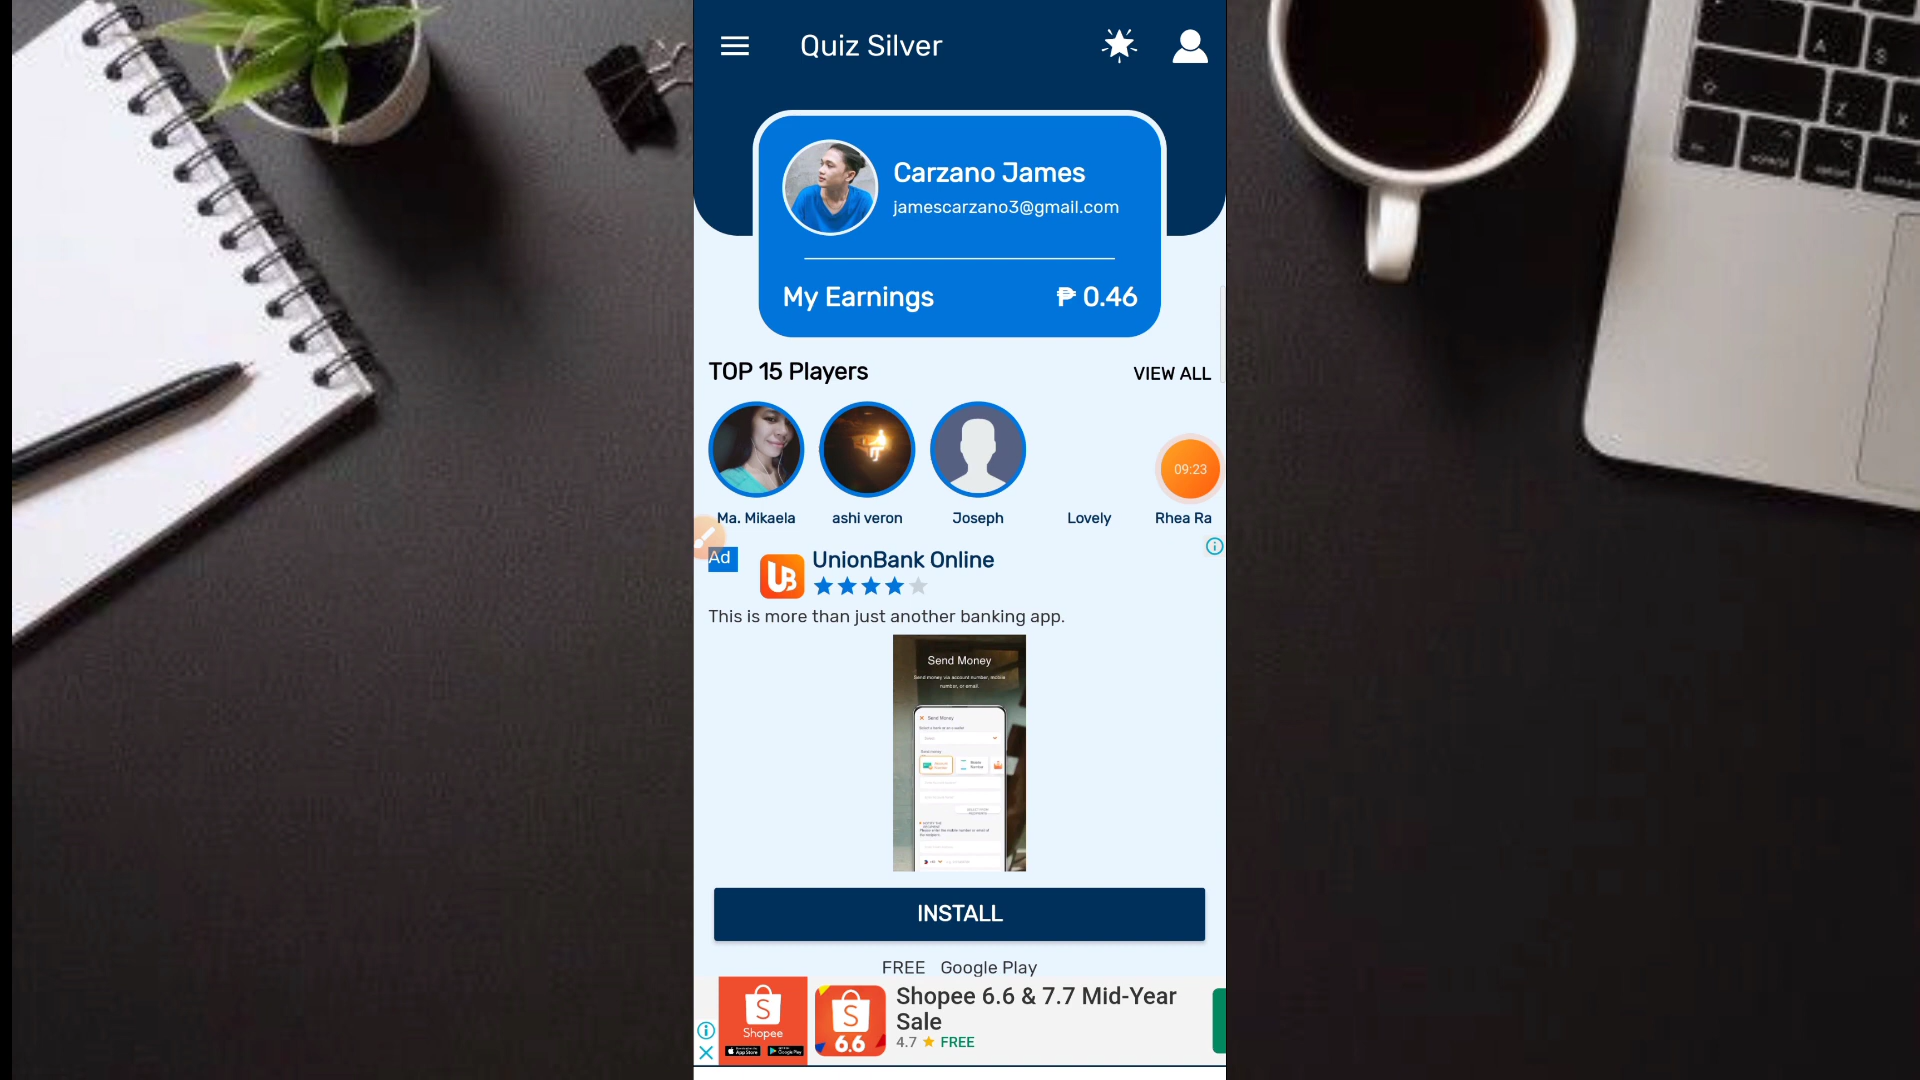 Quiz Silver
Carzano James
jamescarzano3@gmail.com
My Earnings
₱ 0.46
TOP 15 Players
VIEW ALL
09:23
Ma. Mikaela
ashi veron
Joseph
Lovely
Rhea Ra
Ad
UnionBank Online
This is more than just another banking app.
Send Money
Send money via account number, mobile
number, or email
Send Money
INSTALL
FREE Google Play
Shopee
App Store
Google Play
6.6
Shopee 6.6 & 7.7 Mid-Year
Sale
4.7 ★ FREE